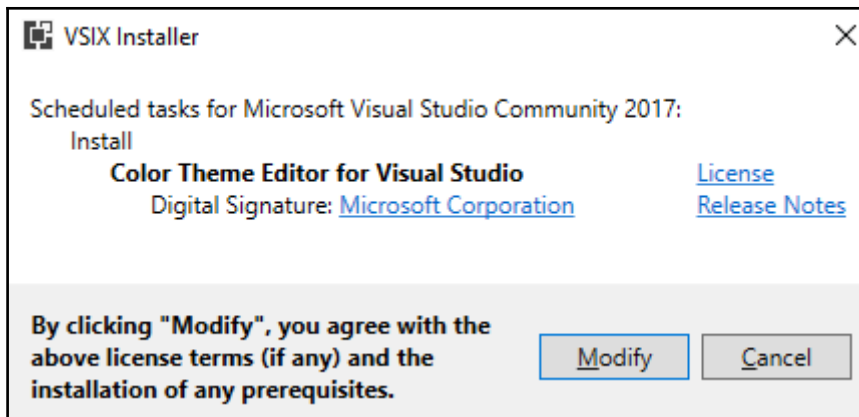 VSIX Installer
Scheduled tasks for Microsoft Visual Studio Community 2017:
Install
Color Theme Editor for Visual Studio License
Digital Signature: Microsoft Corporation Release Notes
By clicking "Modify", you agree with the
above license terms (if any) and the
installation of any prerequisites.
Modify Cancel